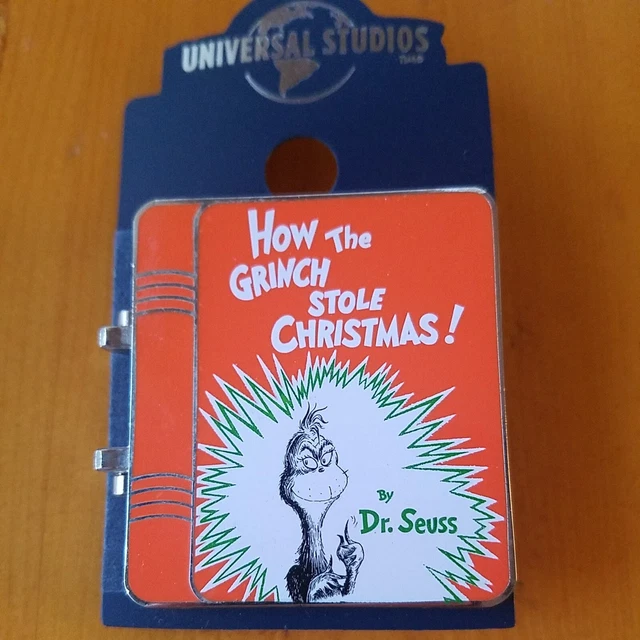 UNIVERSAL STUDIOS
How The
GRINCH
STOLE
CHRISTMAS!
By
Dr. Seuss